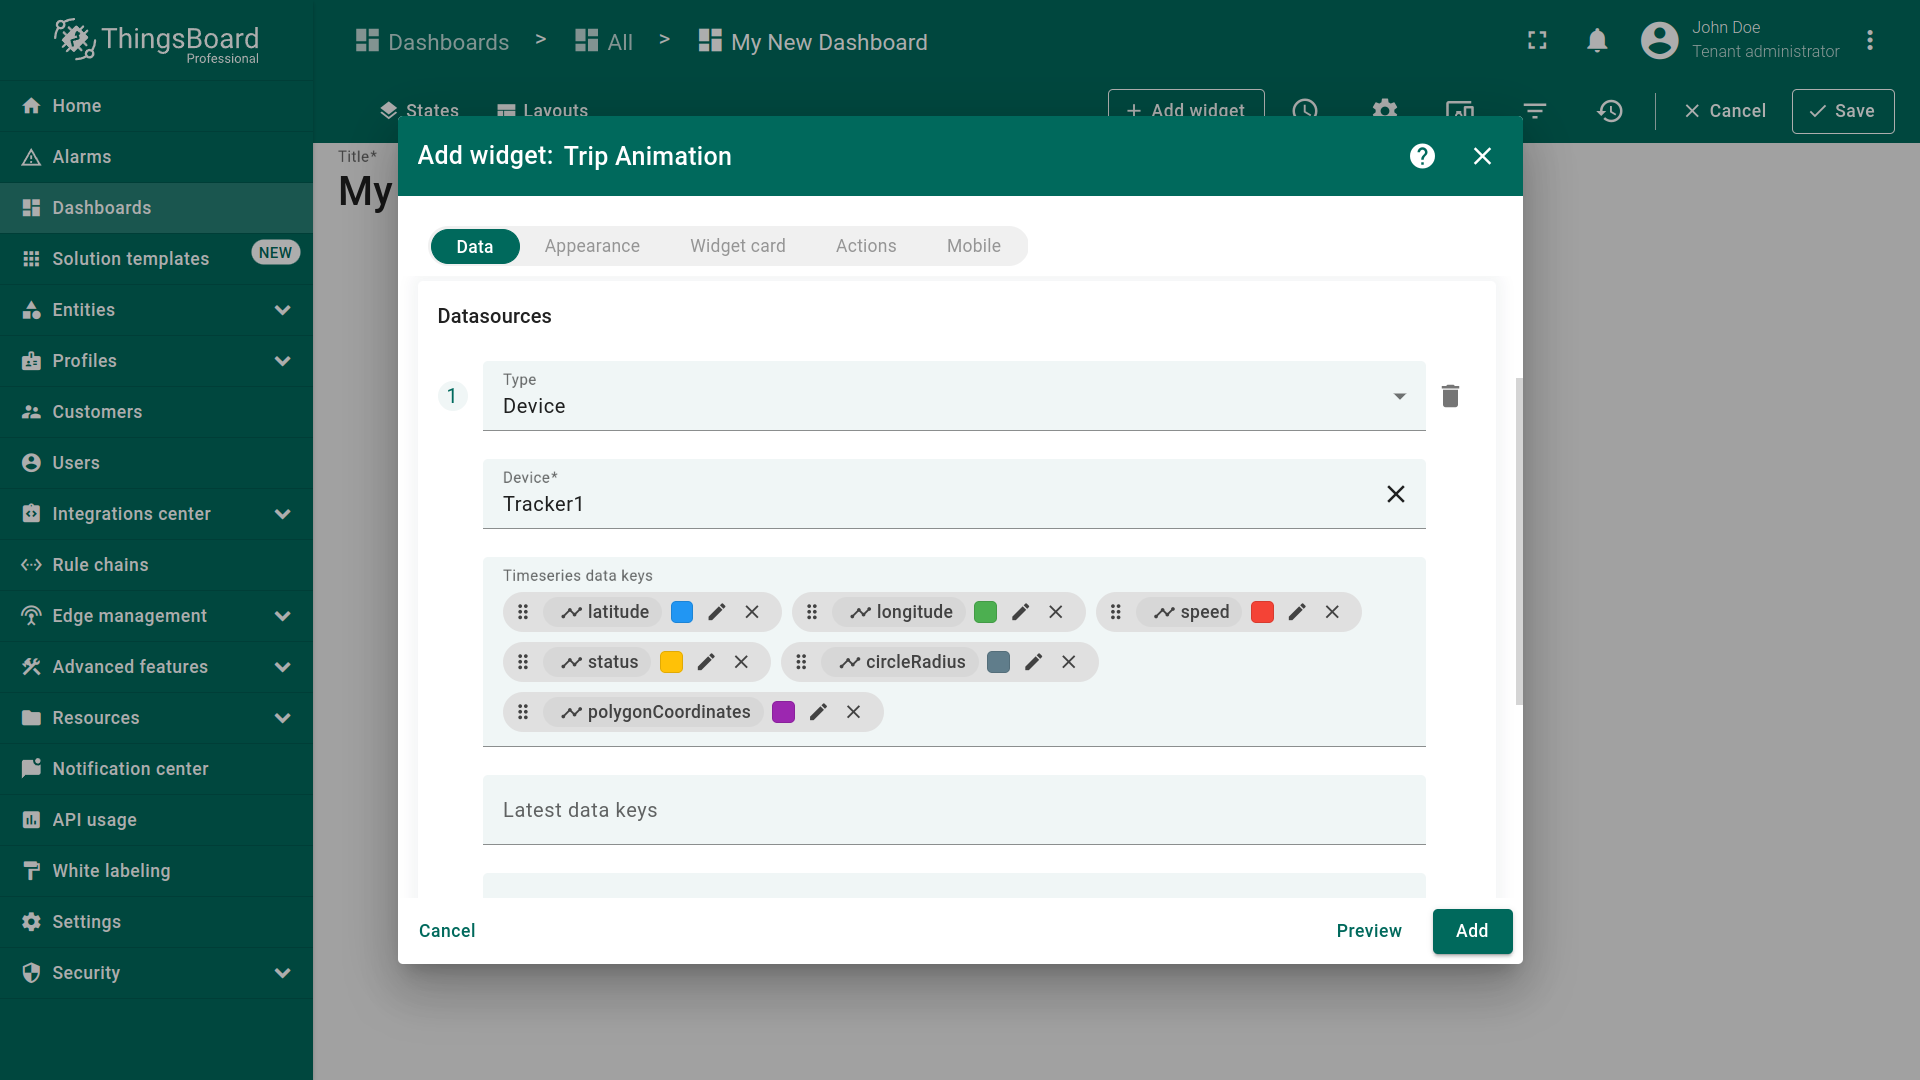 ThingsBoard
Professional
Dashboards > All > My New Dashboard
John Doe
Tenant administrator
Home
Alarms
Dashboards
Solution templates NEW
Entities
Profiles
Customers
Users
Integrations center
Rule chains
Edge management
Advanced features
Resources
Notification center
API usage
White labeling
Settings
Security
States Layouts + Add widget Cancel Save
Title*
My
Add widget: Trip Animation
Data Appearance Widget card Actions Mobile
Datasources
1
Type
Device
Device*
Tracker1
Timeseries data keys
latitude longitude speed
status circleRadius
polygonCoordinates
Latest data keys
Cancel Preview Add